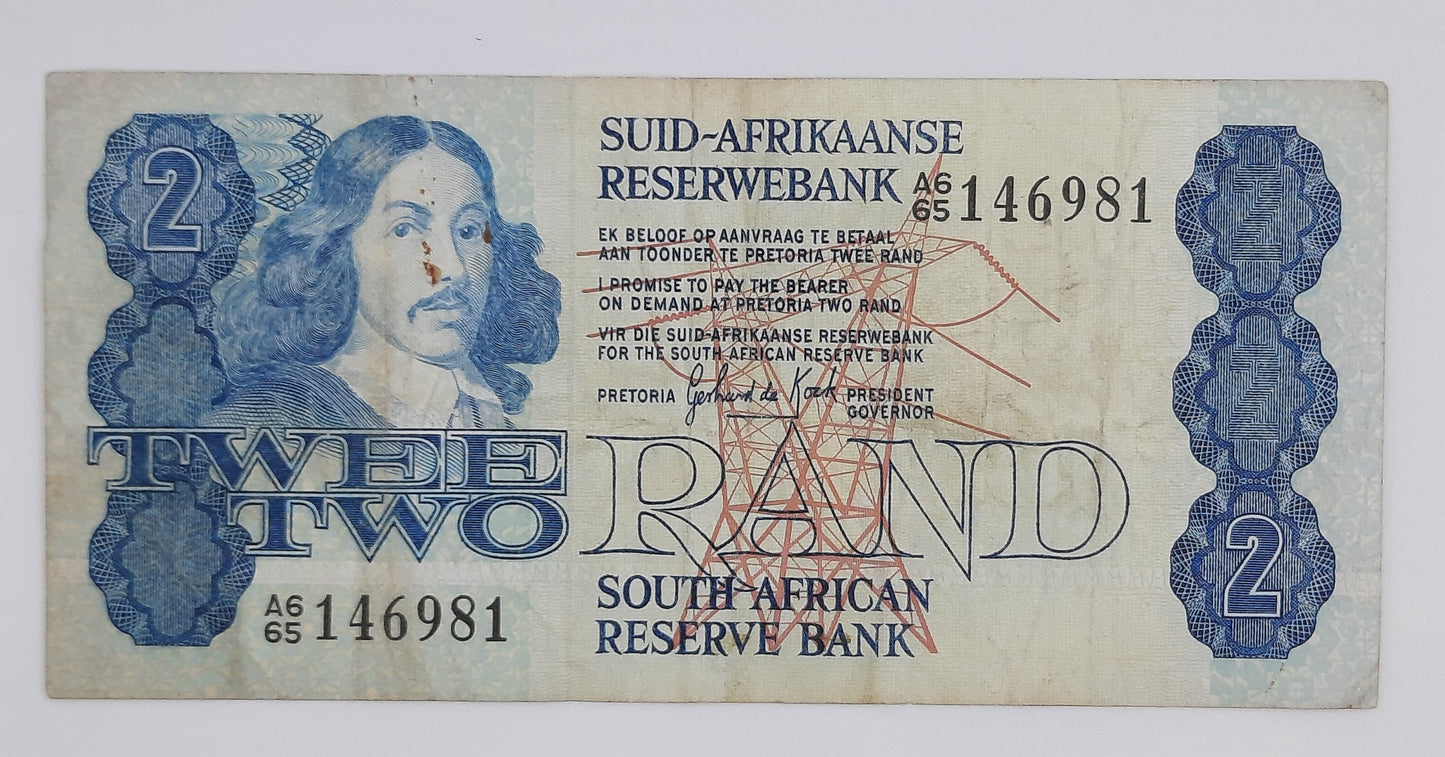 2
SUID-AFRIKAANSE
RESERWEBANK
A6
65 146981
EK BELOOF OP AANVRAAG TE BETAAL
AAN TOONDER TE PRETORIA TWEE RAND
I PROMISE TO PAY THE BEARER
ON DEMAND AT PRETORIA TWO RAND
VIR DIE SUID-AFRIKAANSE RESERWEBANK
FOR THE SOUTH AFRICAN RESERVE BANK
PRETORIA Gerhard de Kock PRESIDENT
GOVERNOR
TWEE
TWO
RAND
2
SOUTH AFRICAN
RESERVE BANK
A6
65 146981